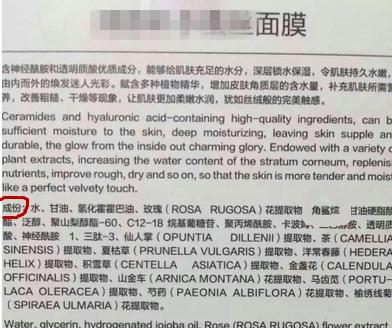 丝面膜
含神经酰胺和透明质酸优质成分，能够给肌肤充足的水分，深层锁水保湿，令肌肤持久水嫩，
由内而外的焕发迷人光彩。赋含多种植物精华，增加皮肤角质层的含水量，补充肌肤所需营
养，改善粗糙、干燥等现象，让肌肤更加柔嫩水润，犹如丝绒般的完美触感。
Ceramides and hyaluronic acid-containing high-quality ingredients, can b
sufficient moisture to the skin, deep moisturizing, leaving skin supple an
durable, the glow from the inside out charming glory. Endowed with a variety o
plant extracts, increasing the water content of the stratum corneum, replenis
nutrients, improve rough, dry and so on, so that the skin is more tender and moist
like a perfect velvety touch.
成份：水、甘油、氢化霍霍巴油、玫瑰（ROSA RUGOSA）花提取物 角鲨烷 甘油硬脂酸
酯、泛醇、聚山梨醇酯-60、C12-18 烷基葡糖苷、聚丙烯酰胺、卡波姆、 透明质
酸、神经酰胺 1、三肽-3、仙人掌（OPUNTIA DILLENII）提取物、茶（CAMELLIA
SINENSIS）提取物、夏枯草（PRUNELLA VULGARIS）提取物、洋常春藤（HEDERA
HELIX）提取物、积雪草（CENTELLA ASIATICA）提取物、金盏花（CALENDULA
OFFICINALIS）提取物、山金车（ARNICA MONTANA）花提取物、马齿苋（PORTU-
LACA OLERACEA）提取物、芍药（PAEONIA ALBIFLORA）花提取物、榆绣线菊
（SPIRAEA ULMARIA）花提取物。
Water, glycerin, hydrogenated jojoba oil, Rose (ROSA RUGOSA) flower extract